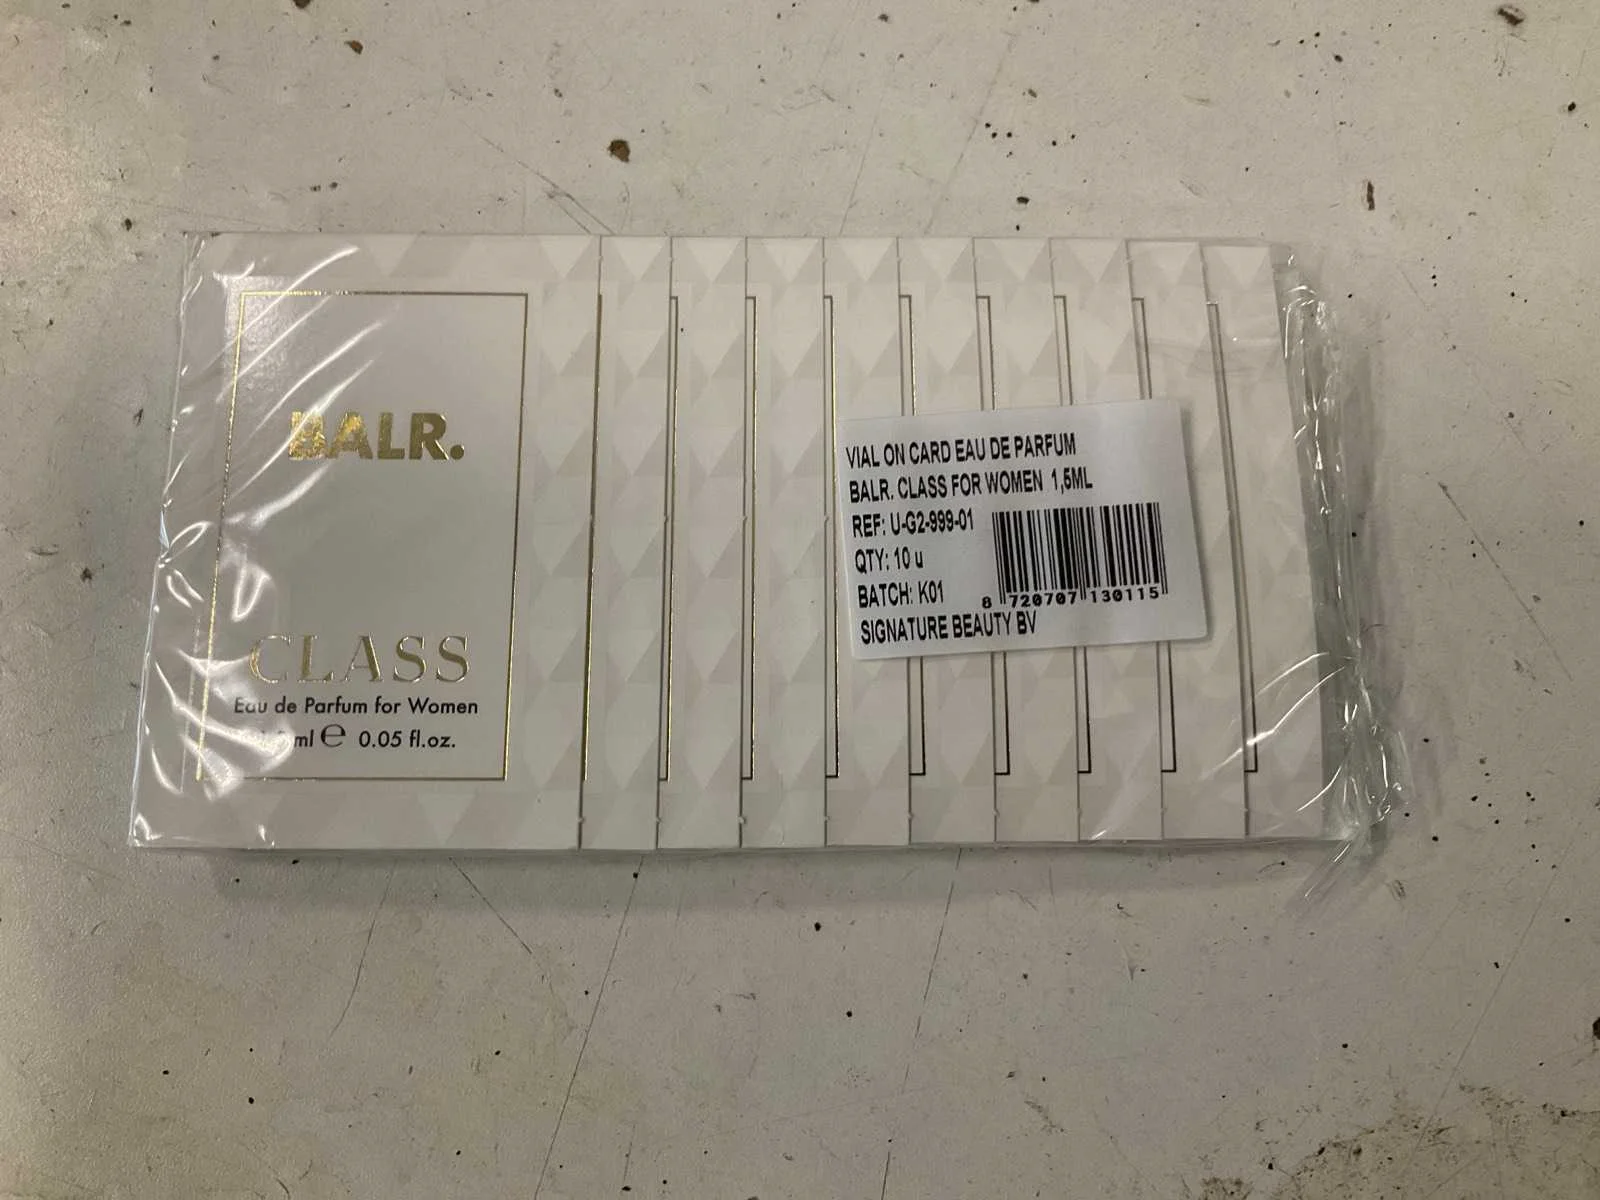 BALR.
CLASS
Eau de Parfum for Women
ml e 0.05 fl.oz.
VIAL ON CARD EAU DE PARFUM
BALR. CLASS FOR WOMEN 1,5ML
REF: U-G2-999-01
QTY: 10 u
BATCH: K01
8 720707 130115
SIGNATURE BEAUTY BV